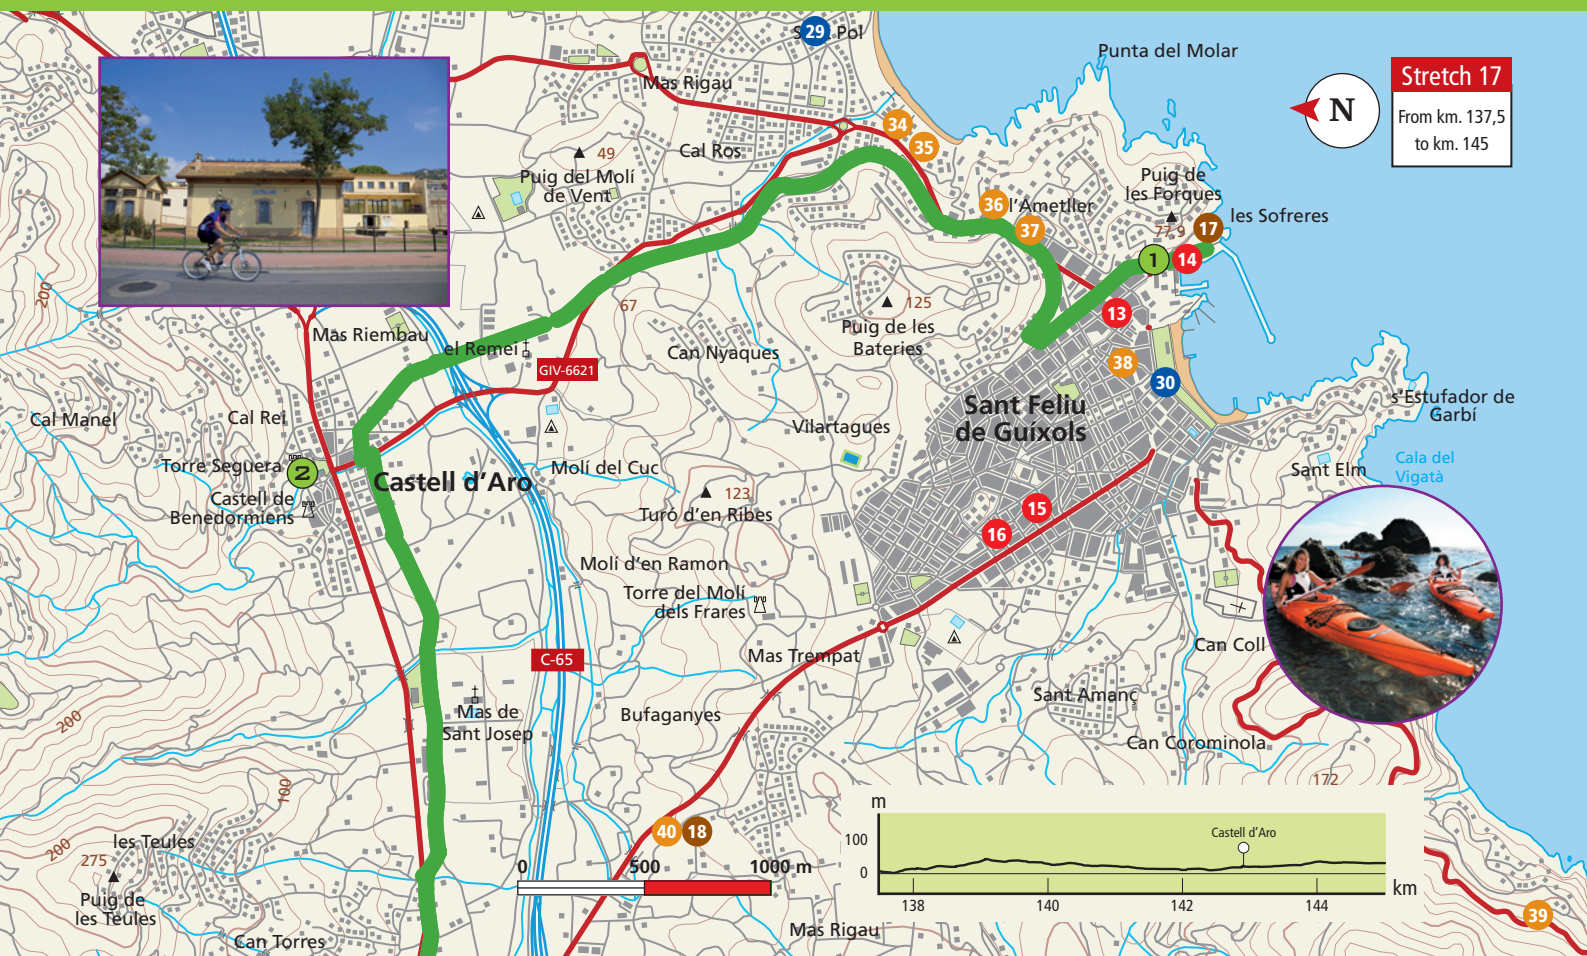 29
Sant Pol
Punta del Molar
Stretch 17
From km. 137,5
to km. 145
N
Mas Rigau
34
35
Cal Ros
49
Puig del Molí
de Vent
Puig de
les Forques
77,9
36
l'Ametller
37
les Sofreres
17
1
14
13
200
67
125
Puig de les
Bateries
Mas Riembau
el Remei
GIV-6621
Can Nyaques
38
30
Cal Manel
Cal Rei
Vilartagues
Sant Feliu
de Guíxols
s'Estufador de
Garbí
Cala del
Vigatà
Sant Elm
Torre Seguera
2
Castell de
Benedormiens
Castell d'Aro
Molí del Cuc
123
Turó d'en Ribes
15
16
Molí d'en Ramon
Torre del Molí
dels Frares
Mas Trempat
C-65
Can Coll
Sant Amanç
Can Corominola
172
Mas de
Sant Josep
Bufaganyes
200
100
200
les Teules
275
Puig de
les Teules
Can Torres
40
18
0
500
1000 m
Mas Rigau
m
100
0
Castell d'Aro
km
138
140
142
144
39